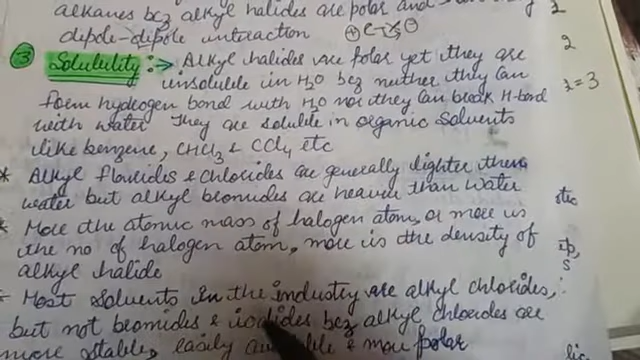 alkanes bcz alkyl halides are polar and
dipole-dipole interaction ⊕C-X⊖
③ Solubility :→ Alkyl halides are polar yet they are
insoluble in H2O bcz neither they can
form hydrogen bond with H2O nor they can break H-bond
with water They are soluble in organic solvents
like benzene, CHCl3 & CCl4 etc
* Alkyl flourides & chlorides are generally lighter than
water but alkyl bromides are heavier than water
* More the atomic mass of halogen atom, or more is
the no of halogen atom, more is the density of
alkyl halide
Most solvents in the industry are alkyl chlorides,
but not bromides & iodides bcz alkyl chlorides are
more stable, easily & more polar
2
2
2=3